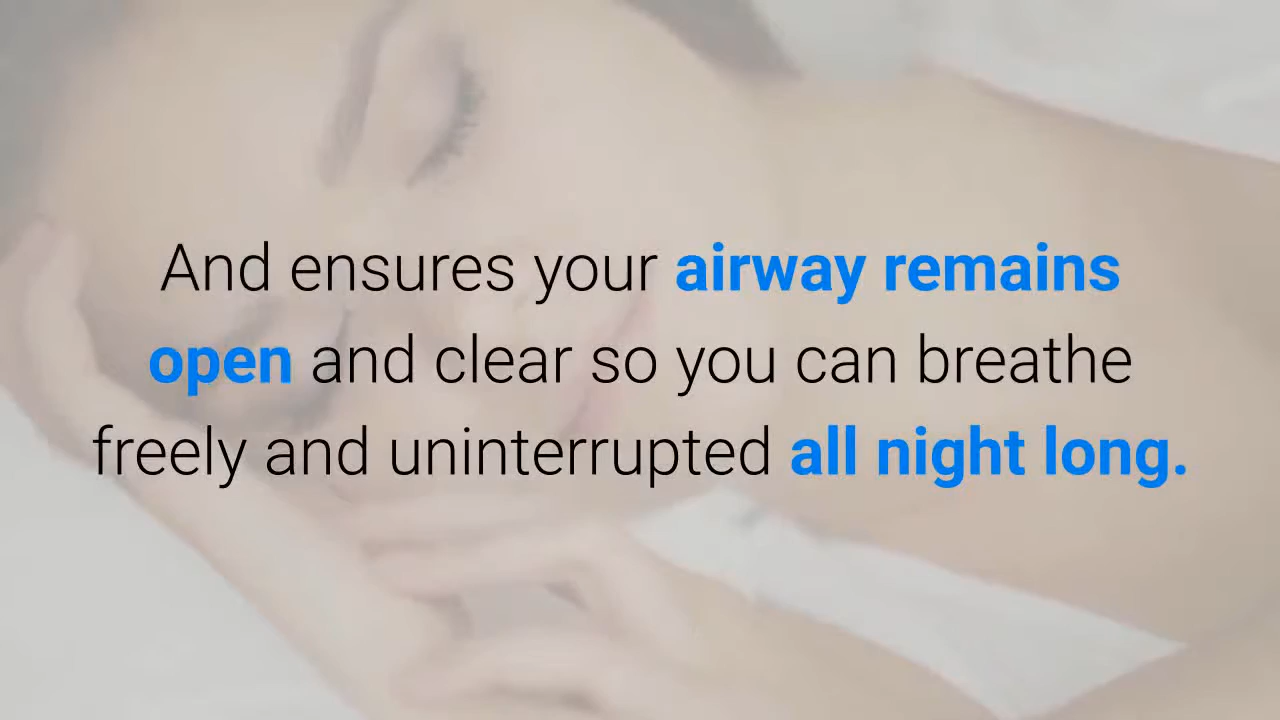 And ensures your airway remains
open and clear so you can breathe
freely and uninterrupted all night long.